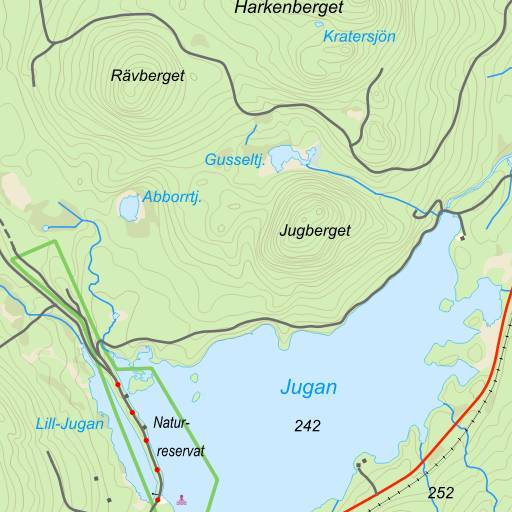 Harkenberget
Kratersjön
Rävberget
Gusseltj.
Abborrtj.
Jugberget
Jugan
242
Lill-Jugan
Natur-
reservat
252